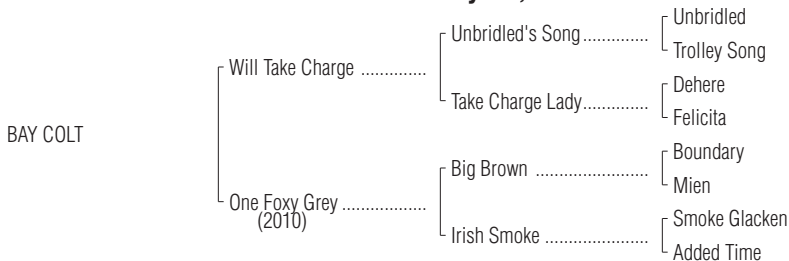 Unbridled
Unbridled's Song ..............
Trolley Song
Will Take Charge ..............
Dehere
Take Charge Lady..............
Felicita
BAY COLT
Boundary
Big Brown ........................
Mien
One Foxy Grey ..................
(2010)
Smoke Glacken
Irish Smoke ......................
Added Time